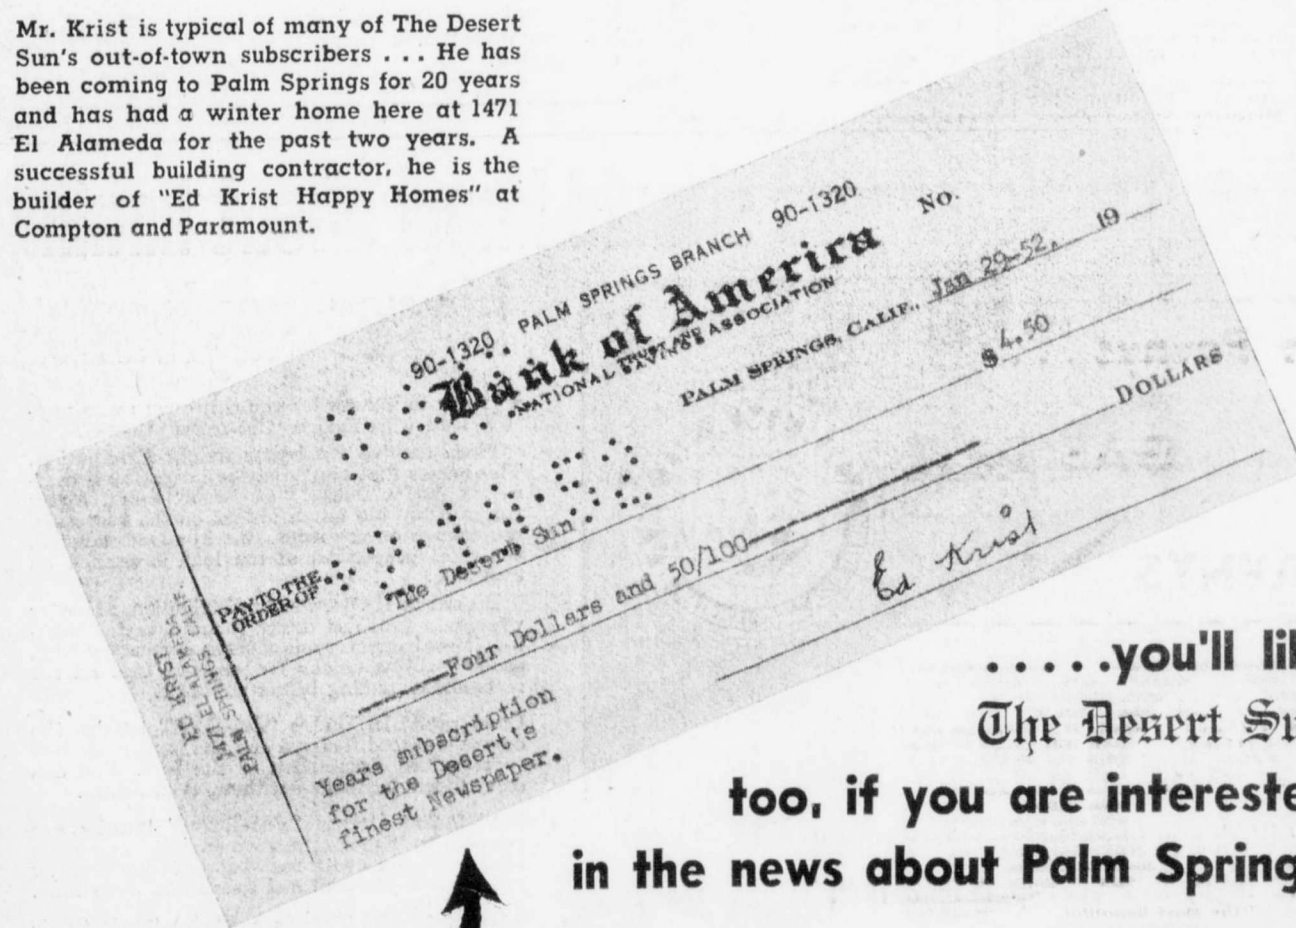 Mr. Krist is typical of many of The Desert
Sun's out-of-town subscribers . . . He has
been coming to Palm Springs for 20 years
and has had a winter home here at 1471
El Alameda for the past two years. A
successful building contractor, he is the
builder of "Ed Krist Happy Homes" at
Compton and Paramount.
90-1320 PALM SPRINGS BRANCH 90-1320 No.
Bank of America
NATIONAL TRUST AND SAVINGS ASSOCIATION
PALM SPRINGS, CALIF., Jan 29-52, 19
PAY TO THE
ORDER OF The Desert Sun $4.50
Four Dollars and 50/100 DOLLARS
Ed Krist
ED KRIST
1471 EL ALAMEDA
PALM SPRINGS, CALIF.
Years subscription
for the Desert's
finest Newspaper.
.....you'll lik
The Desert Su
too, if you are intereste
in the news about Palm Spring